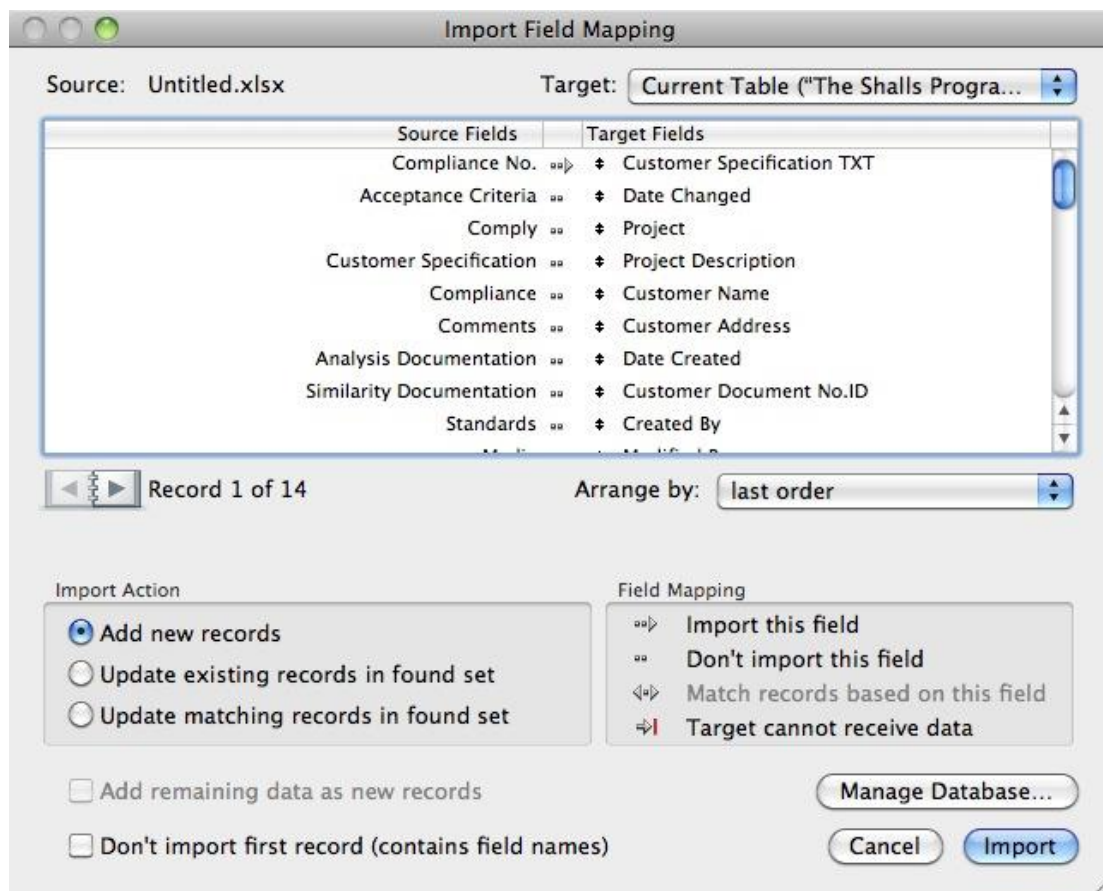 Import Field Mapping
Source: Untitled.xlsx Target: Current Table ("The Shalls Progra...
Source Fields Target Fields
Compliance No. Customer Specification TXT
Acceptance Criteria Date Changed
Comply Project
Customer Specification Project Description
Compliance Customer Name
Comments Customer Address
Analysis Documentation Date Created
Similarity Documentation Customer Document No.ID
Standards Created By
Record 1 of 14 Arrange by: last order
Import Action Field Mapping
Add new records Import this field
Update existing records in found set Don't import this field
Update matching records in found set Match records based on this field
Target cannot receive data
Add remaining data as new records Manage Database...
Don't import first record (contains field names) Cancel Import